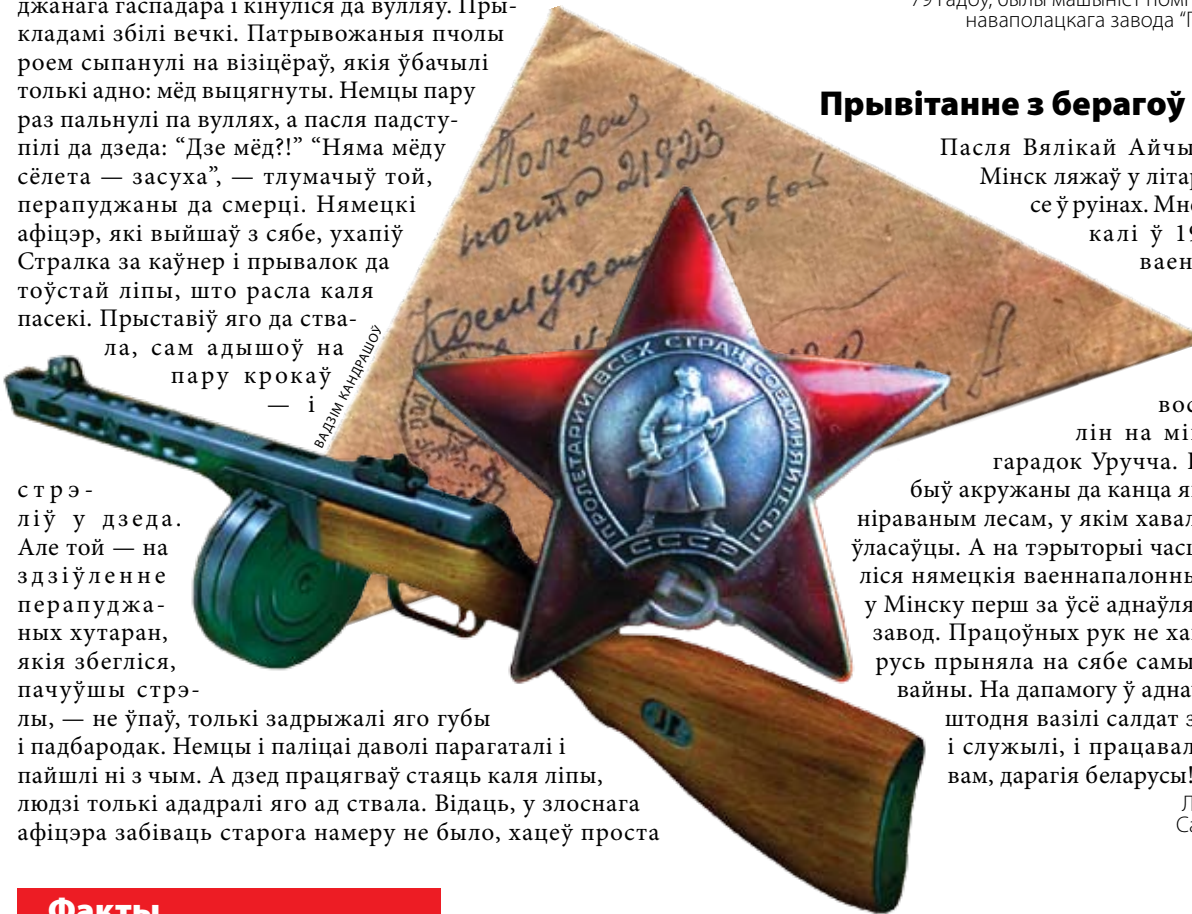 джанага гаспадара і кінуліся да вулляў. Пры-
кладамі збілі вечкі. Патрывожаныя пчолы
роем сыпанулі на візіцёраў, якія ўбачылі
толькі адно: мёд выцягнуты. Немцы пару
раз пальнулі па вуллях, а пасля падсту-
пілі да дзеда: “Дзе мёд?!” “Няма мёду
сёлета — засуха”, — тлумачыў той,
перапуджаны да смерці. Нямецкі
афіцэр, які выйшаў з сябе, ухапіў
Стралка за каўнер і прывалок да
тоўстай ліпы, што расла каля
пасекі. Прыставіў яго да ства-
ла, сам адышоў на
пару крокаў
— і
стрэ-
ліў у дзеда.
Але той — на
здзіўленне
перапуджа-
ных хутаран,
якія збегліся,
пачуўшы стрэ-
лы, — не ўпаў, толькі задрыжалі яго губы
і падбародак. Немцы і паліцаі даволі парагаталі і
пайшлі ні з чым. А дзед працягваў стаяць каля ліпы,
людзі толькі ададралі яго ад ствала. Відаць, у злоснага
афіцэра забіваць старога намеру не было, хацеў проста
Факты
ВАДЗІМ КАНДРАШОЎ
Полевая
почта 21923
ПРОЛЕТАРИИ ВСЕХ СТРАН, СОЕДИНЯЙТЕСЬ!
СССР
79 гадоў, былы машыніст
наваполацкага завода
Прывітанне з берагоў
Пасля Вялікай Айчы
Мінск ляжаў у літар
се ў руінах. Мно
калі ў 19
ваен
вос
лін на мі
гарадок Уручча.
быў акружаны да канца
ніраваным лесам, у якім хавал
ўласаўцы. А на тэрыторыі часц
ліся нямецкія ваеннапалонн
у Мінску перш за ўсё аднаўля
завод. Працоўных рук не ха
русь прыняла на сябе самы
вайны. На дапамогу ў адна
штодня вазілі салдат з
і служылі, і працавал
вам, дарагія беларусы!